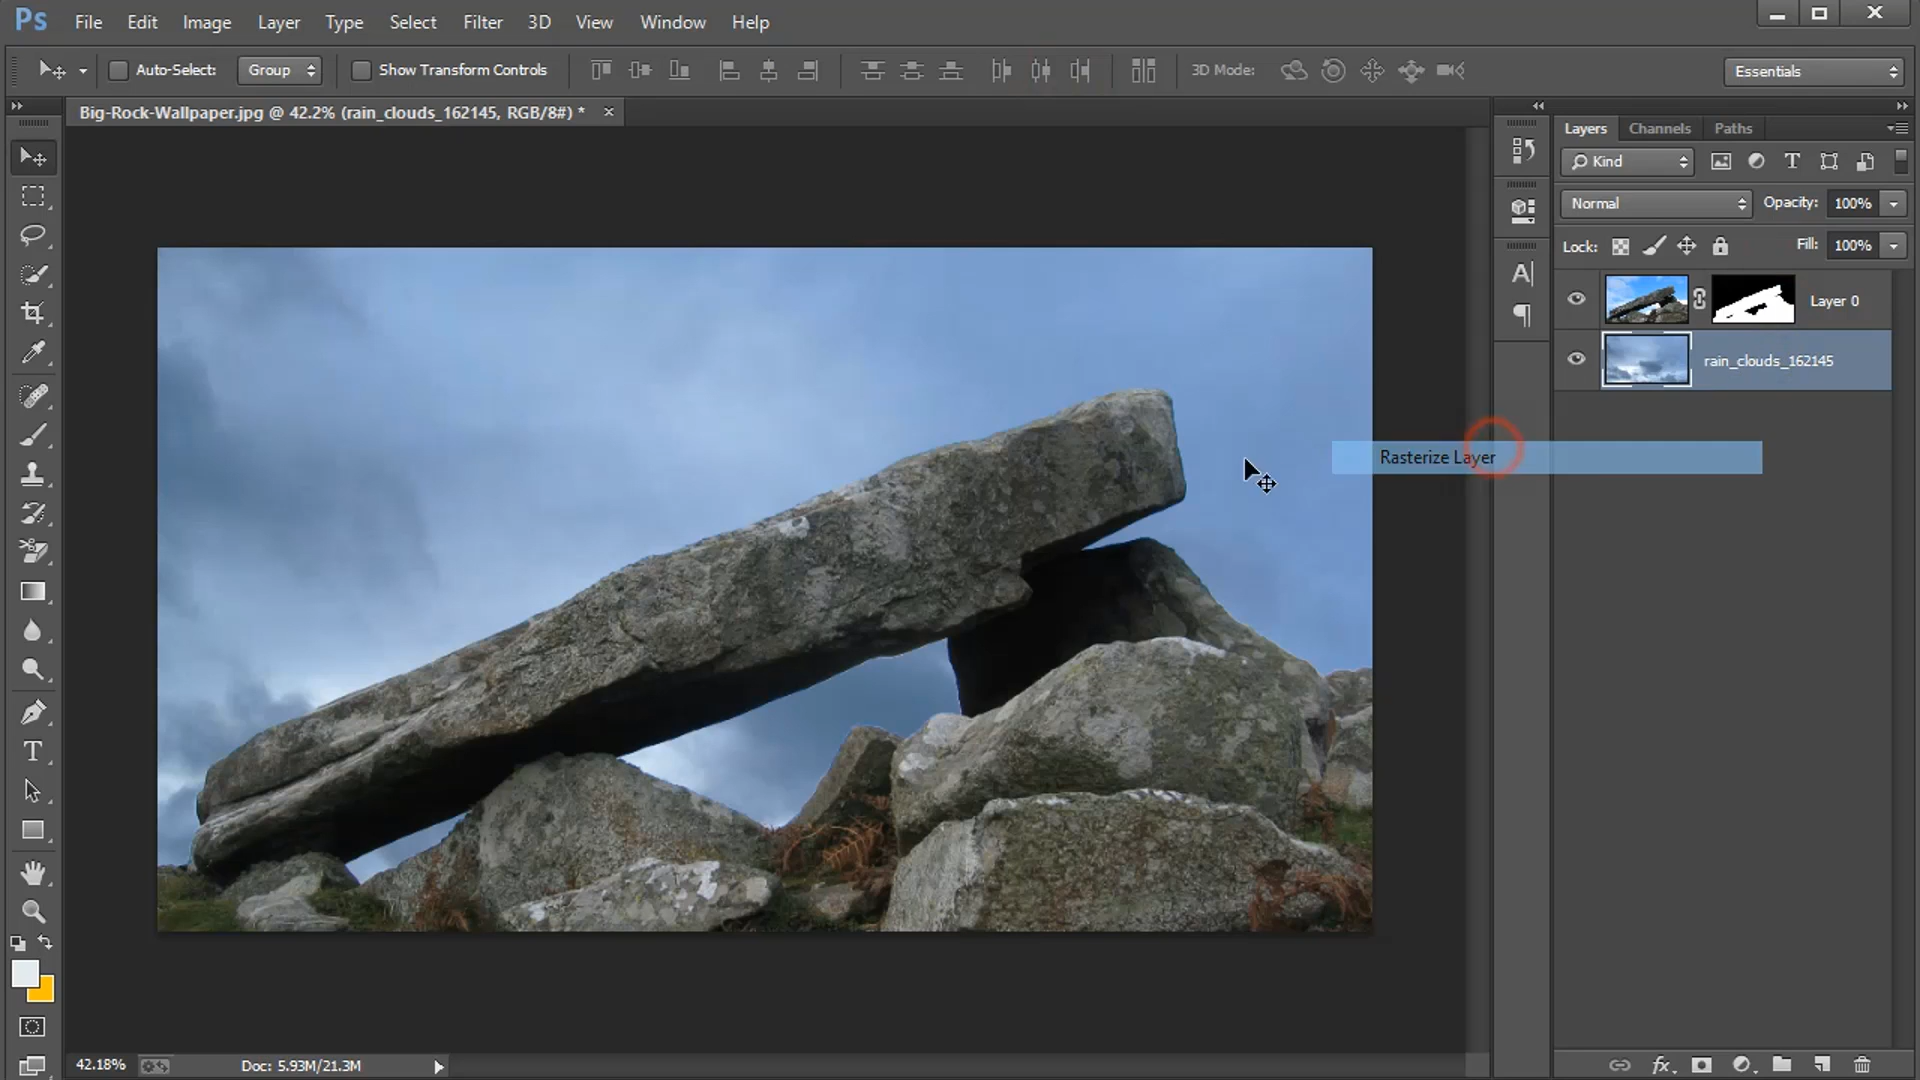 Ps File Edit Image Layer Type Select Filter 3D View Window Help
Auto-Select: Group Show Transform Controls 3D Mode: Essentials
Big-Rock-Wallpaper.jpg @ 42.2% (rain_clouds_162145, RGB/8#) * ×
Layers Channels Paths
Kind
Normal Opacity: 100%
Lock: Fill: 100%
Layer 0
rain_clouds_162145
Rasterize Layer
42.18% Doc: 5.93M/21.3M